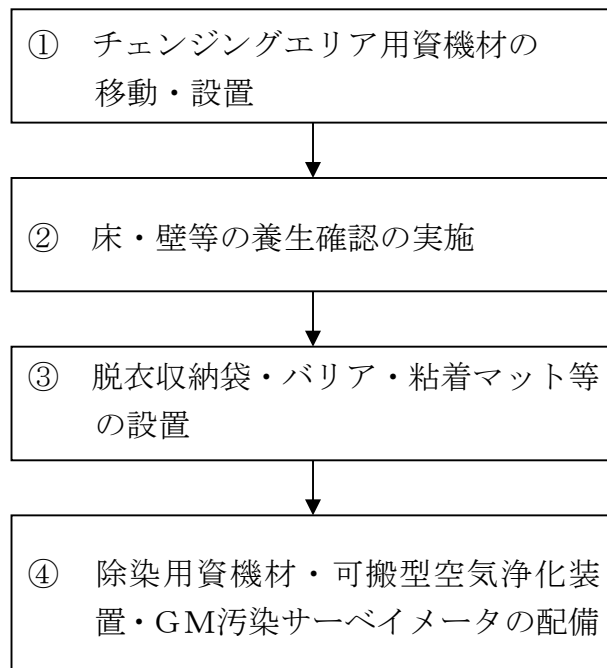 ① チェンジングエリア用資機材の
移動・設置
② 床・壁等の養生確認の実施
③ 脱衣収納袋・バリア・粘着マット等
の設置
④ 除染用資機材・可搬型空気浄化装
置・GM汚染サーベイメータの配備